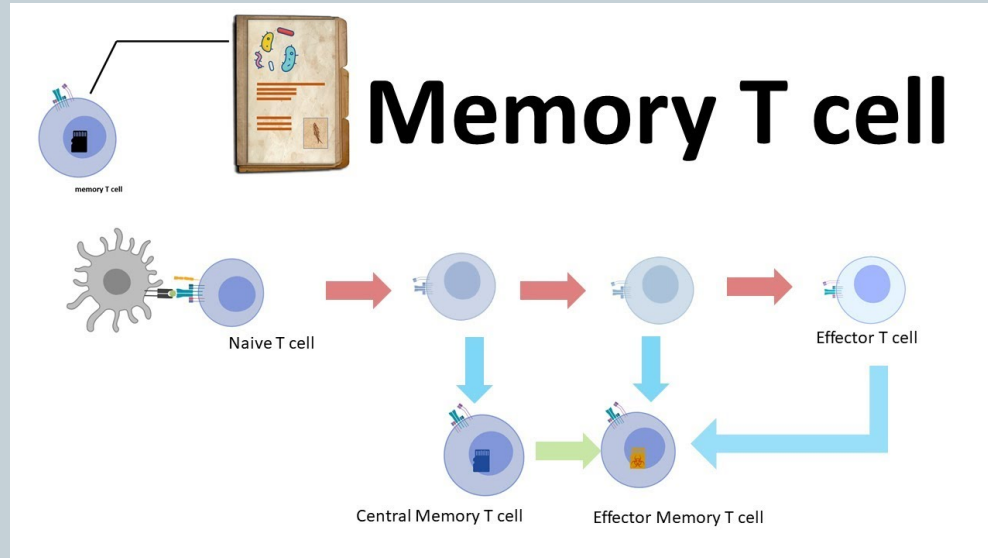 Memory T cell
memory T cell
Naive T cell
Effector T cell
Central Memory T cell
Effector Memory T cell